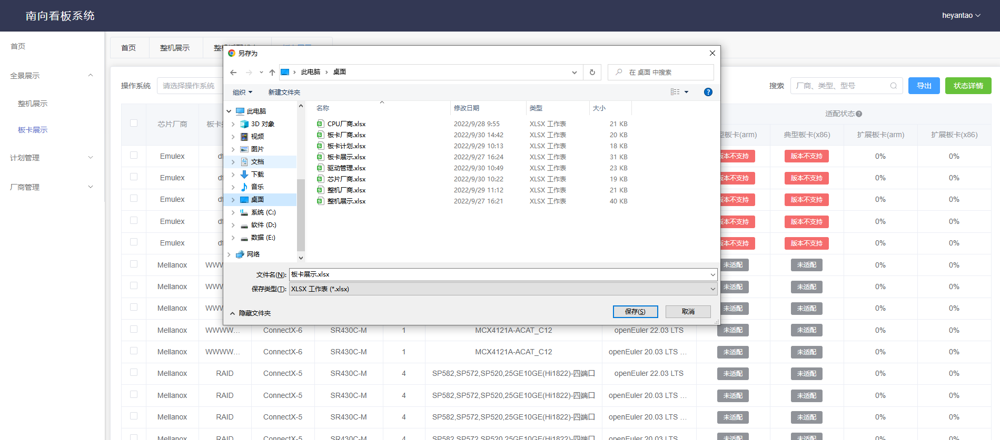 南向看板系统
heyantao
首页
全景展示
整机展示
板卡展示
计划管理
厂商管理
首页
整机展示
操作系统
请选择操作系统
搜索
厂商、类型、型号
导出
状态详情
另存为
此电脑
桌面
在 桌面 中搜索
组织
新建文件夹
此电脑
3D 对象
视频
图片
文档
下载
音乐
桌面
系统 (C:)
软件 (D:)
数据 (E:)
网络
名称 修改日期 类型 大小
CPU厂商.xlsx 2022/9/28 9:55 XLSX 工作表 21 KB
板卡厂商.xlsx 2022/9/30 14:42 XLSX 工作表 20 KB
板卡计划.xlsx 2022/9/29 10:13 XLSX 工作表 18 KB
板卡展示.xlsx 2022/9/27 16:24 XLSX 工作表 31 KB
驱动管理.xlsx 2022/9/30 10:49 XLSX 工作表 23 KB
芯片厂商.xlsx 2022/9/30 10:22 XLSX 工作表 19 KB
整机厂商.xlsx 2022/9/29 11:12 XLSX 工作表 21 KB
整机展示.xlsx 2022/9/27 16:21 XLSX 工作表 40 KB
文件名(N): 板卡展示.xlsx
保存类型(T): XLSX 工作表 (*.xlsx)
隐藏文件夹
保存(S)
取消
适配状态
芯片厂商 板卡 型板卡(arm) 典型板卡(x86) 扩展板卡(arm) 扩展板卡(x86)
Emulex 版本不支持 版本不支持 0% 0%
Emulex 版本不支持 版本不支持 0% 0%
Emulex 版本不支持 版本不支持 0% 0%
Emulex 版本不支持 版本不支持 0% 0%
Emulex 版本不支持 版本不支持 0% 0%
Mellanox 未适配 未适配 0% 0%
Mellanox 未适配 未适配 0% 0%
Mellanox 未适配 未适配 0% 0%
Mellanox WWWW... ConnectX-6 SR430C-M 1 MCX4121A-ACAT_C12 openEuler 22.03 LTS 未适配 未适配 0% 0%
Mellanox WWWW... ConnectX-6 SR430C-M 1 MCX4121A-ACAT_C12 openEuler 20.03 LTS ... 未适配 未适配 0% 0%
Mellanox RAID ConnectX-5 SR430C-M 4 SP582,SP572,SP520,25GE10GE(Hi1822)-四端口 openEuler 22.03 LTS 未适配 未适配 0% 0%
Mellanox RAID ConnectX-5 SR430C-M 4 SP582,SP572,SP520,25GE10GE(Hi1822)-四端口 openEuler 20.03 LTS ... 未适配 未适配 0% 0%
Mellanox RAID ConnectX-5 SR430C-M 4 SP582,SP572,SP520,25GE10GE(Hi1822)-四端口 openEuler 20.03 LTS ... 未适配 未适配 0% 0%
Mellanox RAID ConnectX-5 SR430C-M 4 SP582,SP572,SP520,25GE10GE(Hi1822)-四端口 openEuler 20.03 LTS ... 未适配 未适配 0% 0%